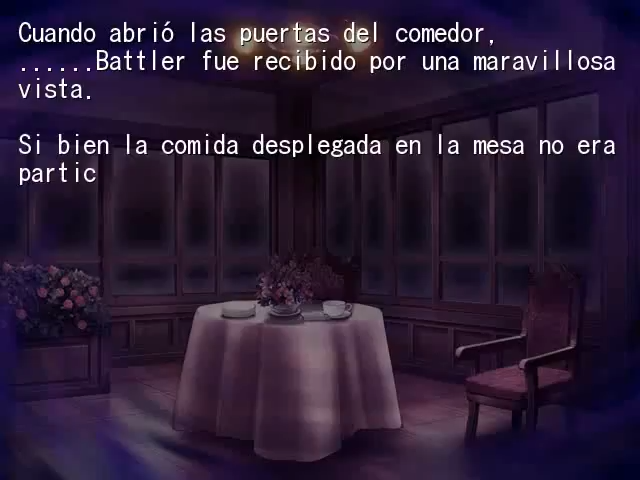 Cuando abrió las puertas del comedor,
......Battler fue recibido por una maravillosa
vista.
Si bien la comida desplegada en la mesa no era
partic